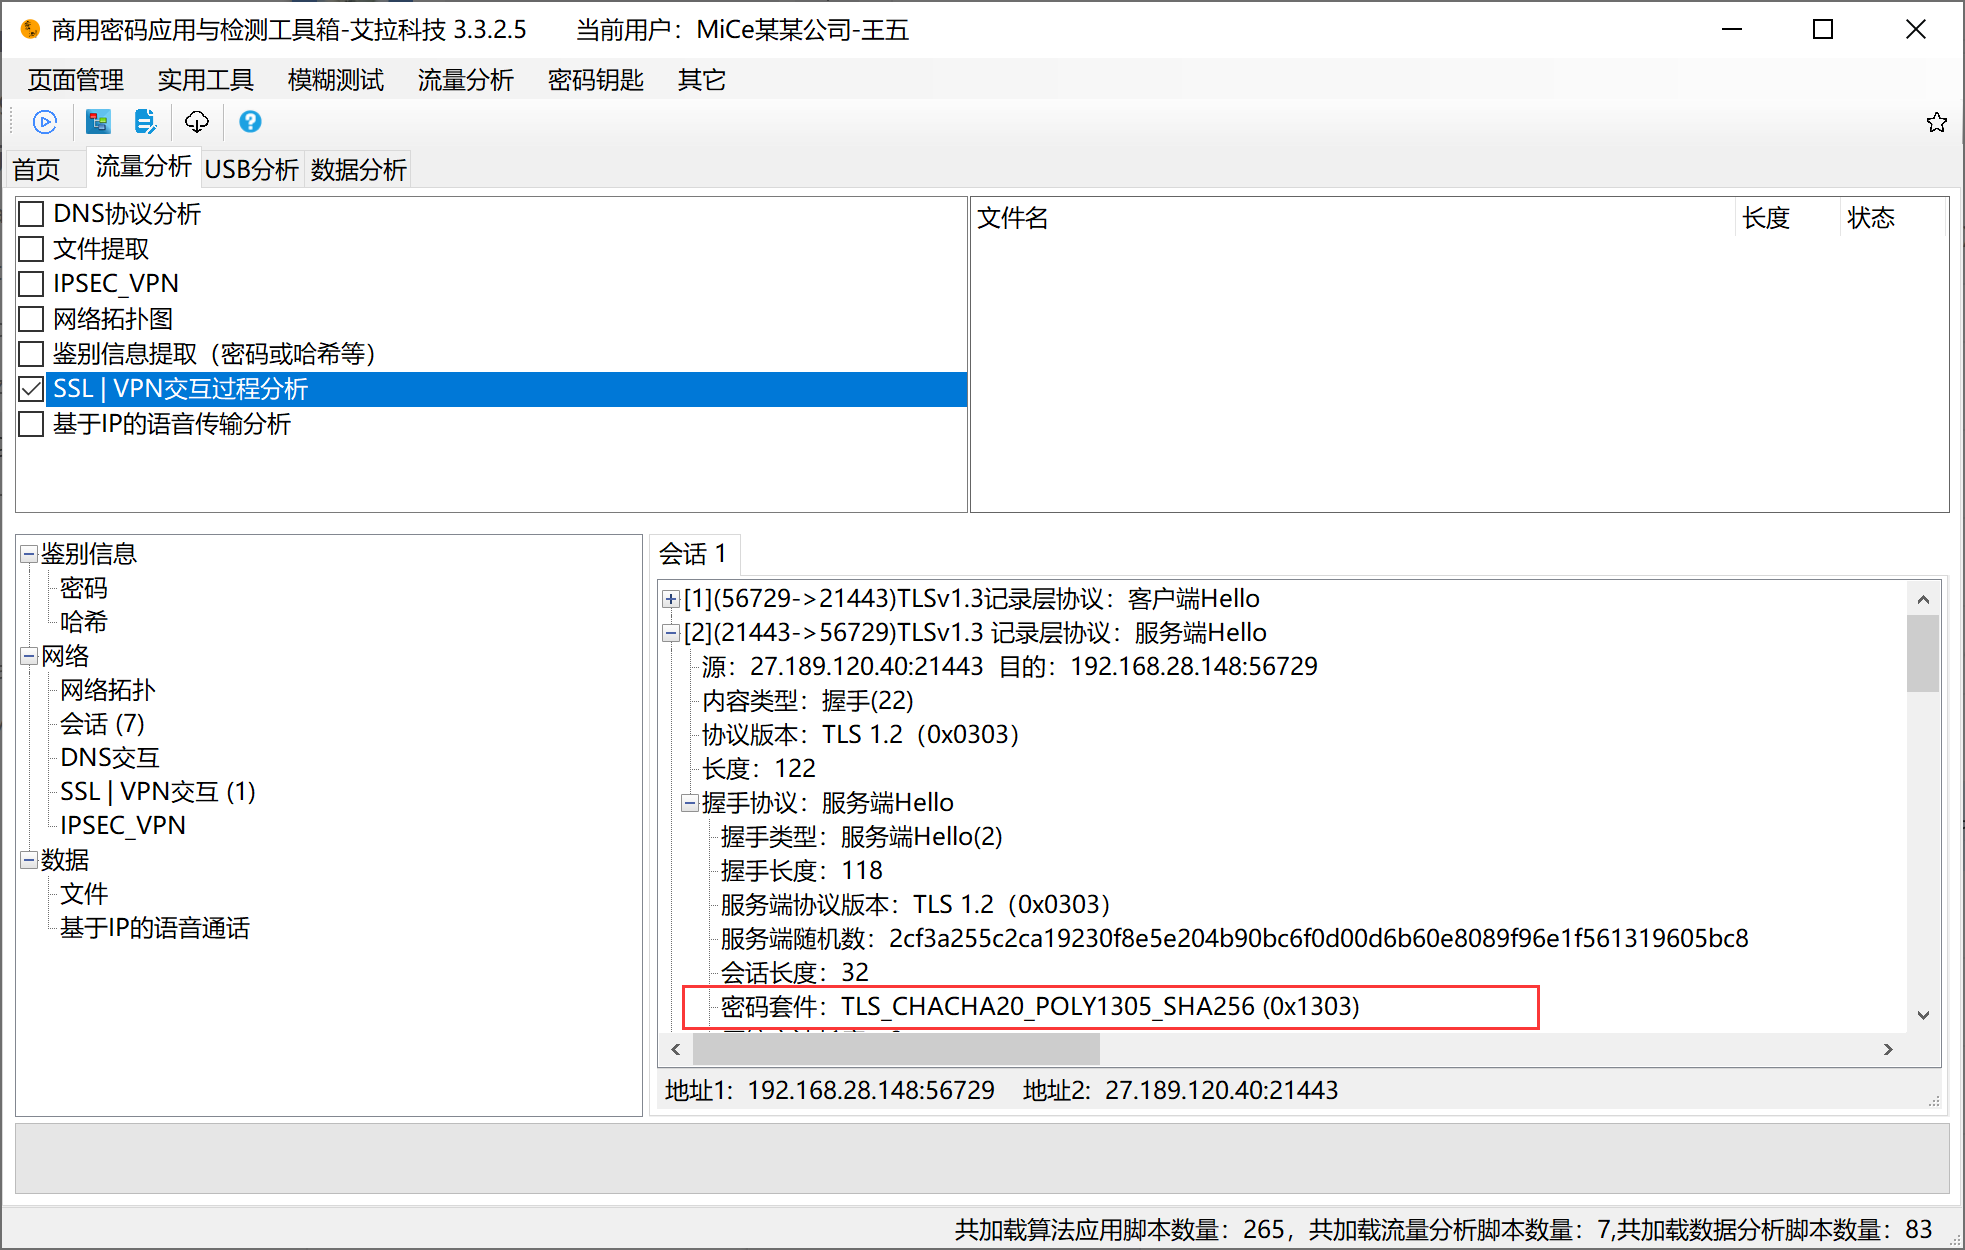 商用密码应用与检测工具箱-艾拉科技 3.3.2.5 当前用户：MiCe某某公司-王五
页面管理 实用工具 模糊测试 流量分析 密码钥匙 其它
首页 流量分析 USB分析 数据分析
DNS协议分析
文件提取
IPSEC_VPN
网络拓扑图
鉴别信息提取（密码或哈希等）
SSL | VPN交互过程分析
基于IP的语音传输分析
文件名 长度 状态
鉴别信息
密码
哈希
网络
网络拓扑
会话 (7)
DNS交互
SSL | VPN交互 (1)
IPSEC_VPN
数据
文件
基于IP的语音通话
会话 1
[1](56729->21443)TLSv1.3记录层协议：客户端Hello
[2](21443->56729)TLSv1.3 记录层协议：服务端Hello
源：27.189.120.40:21443 目的：192.168.28.148:56729
内容类型：握手(22)
协议版本：TLS 1.2（0x0303）
长度：122
握手协议：服务端Hello
握手类型：服务端Hello(2)
握手长度：118
服务端协议版本：TLS 1.2（0x0303）
服务端随机数：2cf3a255c2ca19230f8e5e204b90bc6f0d00d6b60e8089f96e1f561319605bc8
会话长度：32
密码套件：TLS_CHACHA20_POLY1305_SHA256 (0x1303)
地址1：192.168.28.148:56729 地址2：27.189.120.40:21443
共加载算法应用脚本数量：265，共加载流量分析脚本数量：7,共加载数据分析脚本数量：83